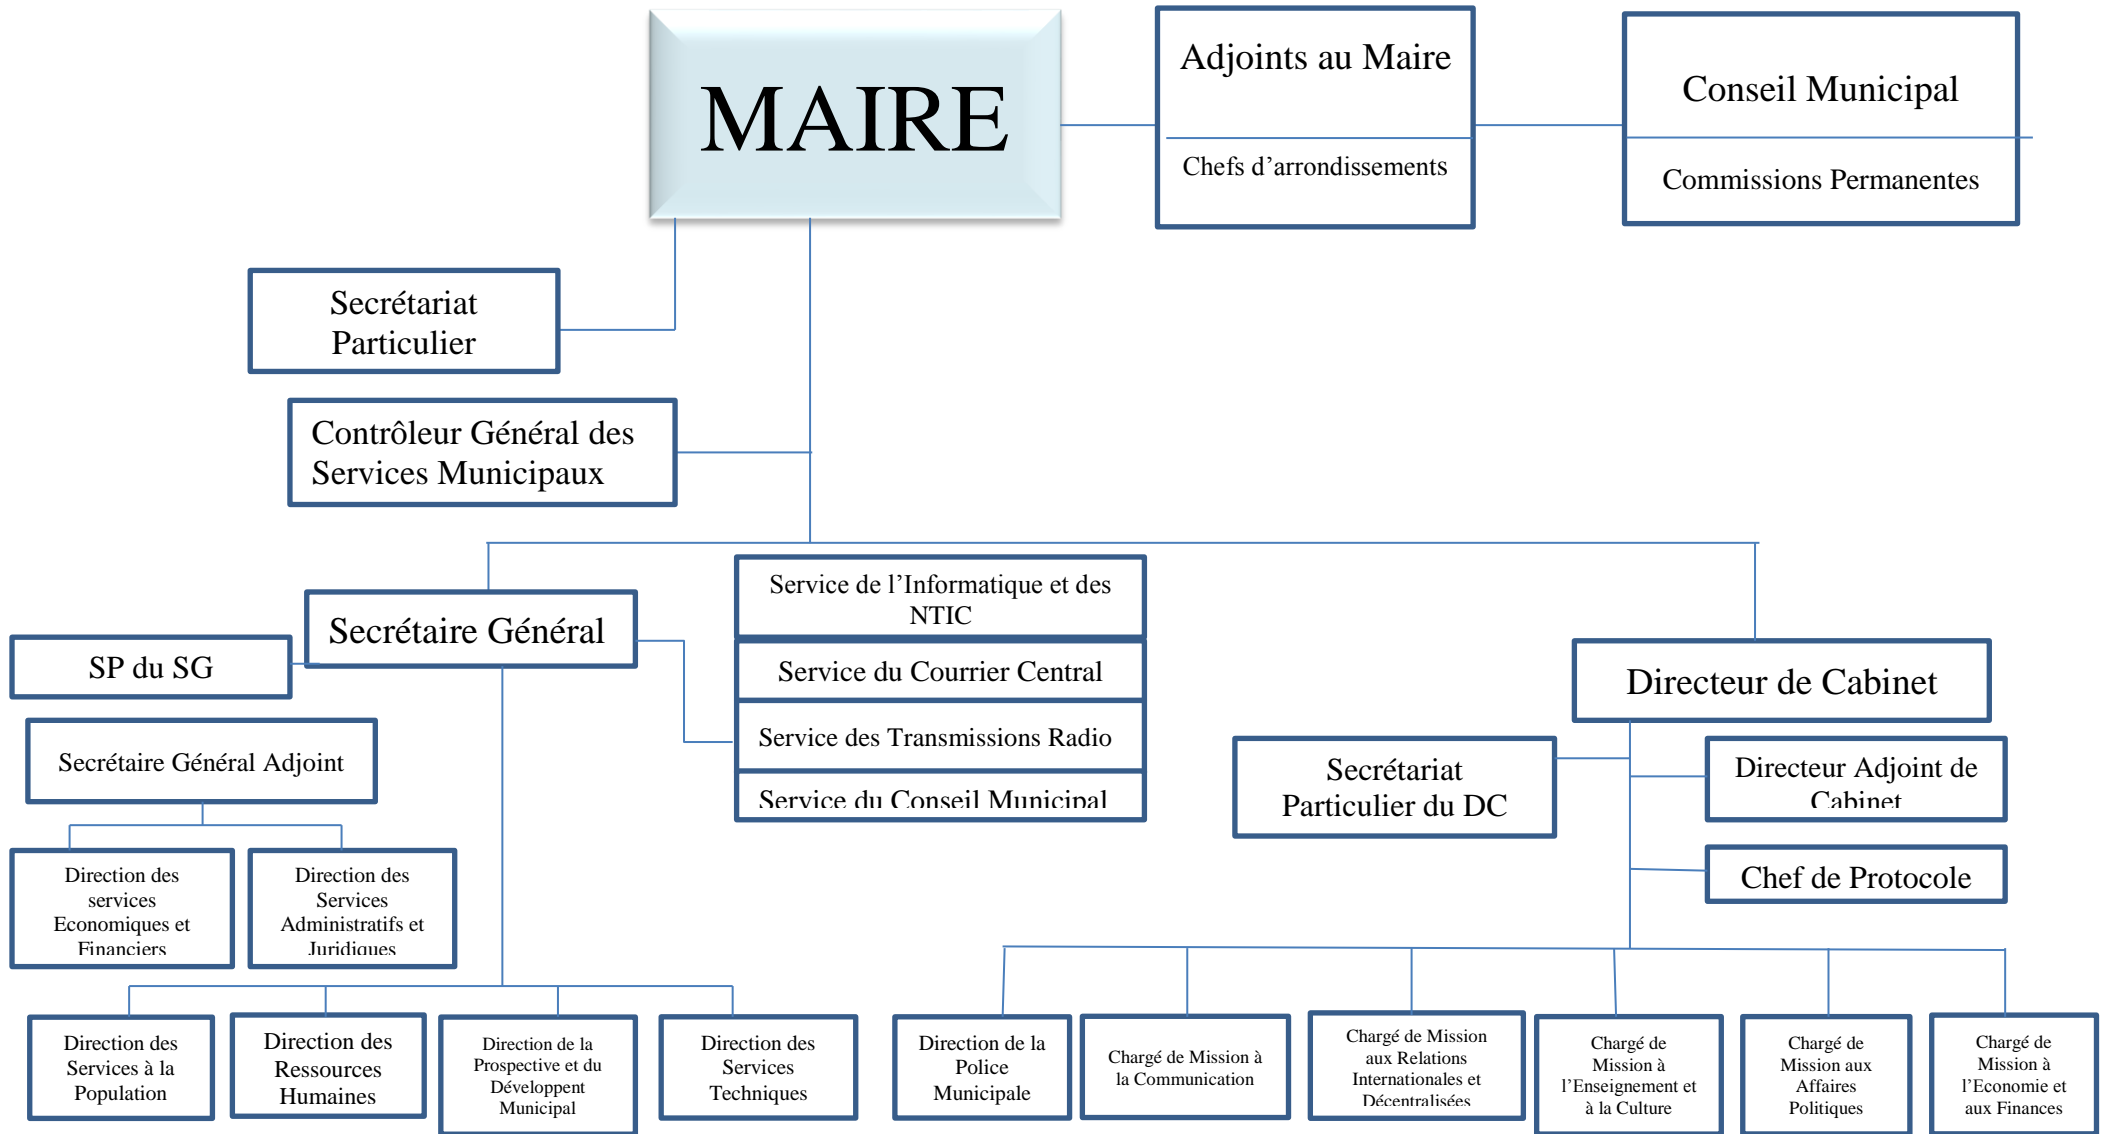 MAIRE
Adjoints au Maire
Chefs d’arrondissements
Conseil Municipal
Commissions Permanentes
Secrétariat
Particulier
Contrôleur Général des
Services Municipaux
Secrétaire Général
SP du SG
Service de l’Informatique et des
NTIC
Service du Courrier Central
Service des Transmissions Radio
Service du Conseil Municipal
Directeur de Cabinet
Secrétariat
Particulier du DC
Directeur Adjoint de
Cabinet
Chef de Protocole
Secrétaire Général Adjoint
Direction des
services
Economiques et
Financiers
Direction des
Services
Administratifs et
Juridiques
Direction des
Services à la
Population
Direction des
Ressources
Humaines
Direction de la
Prospective et du
Développent
Municipal
Direction des
Services
Techniques
Direction de la
Police
Municipale
Chargé de Mission à
la Communication
Chargé de Mission
aux Relations
Internationales et
Décentralisées
Chargé de
Mission à
l’Enseignement et
à la Culture
Chargé de
Mission aux
Affaires
Politiques
Chargé de
Mission à
l’Economie et
aux Finances